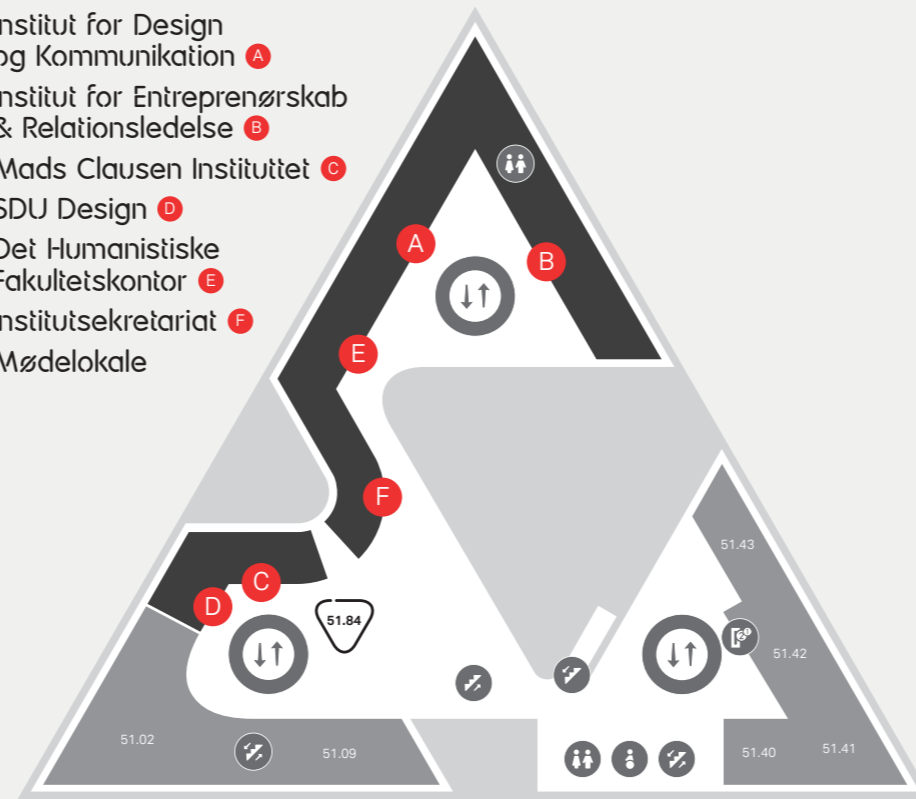 nstitut for Design
og Kommunikation A
nstitut for Entreprenørskab
& Relationsledelse B
Mads Clausen Instituttet C
SDU Design D
Det Humanistiske
Fakultetskontor E
nstitutsekretariat F
Mødelokale
A
B
E
F
51.43
C
D
51.84
51.42
51.02
51.09
51.40
51.41